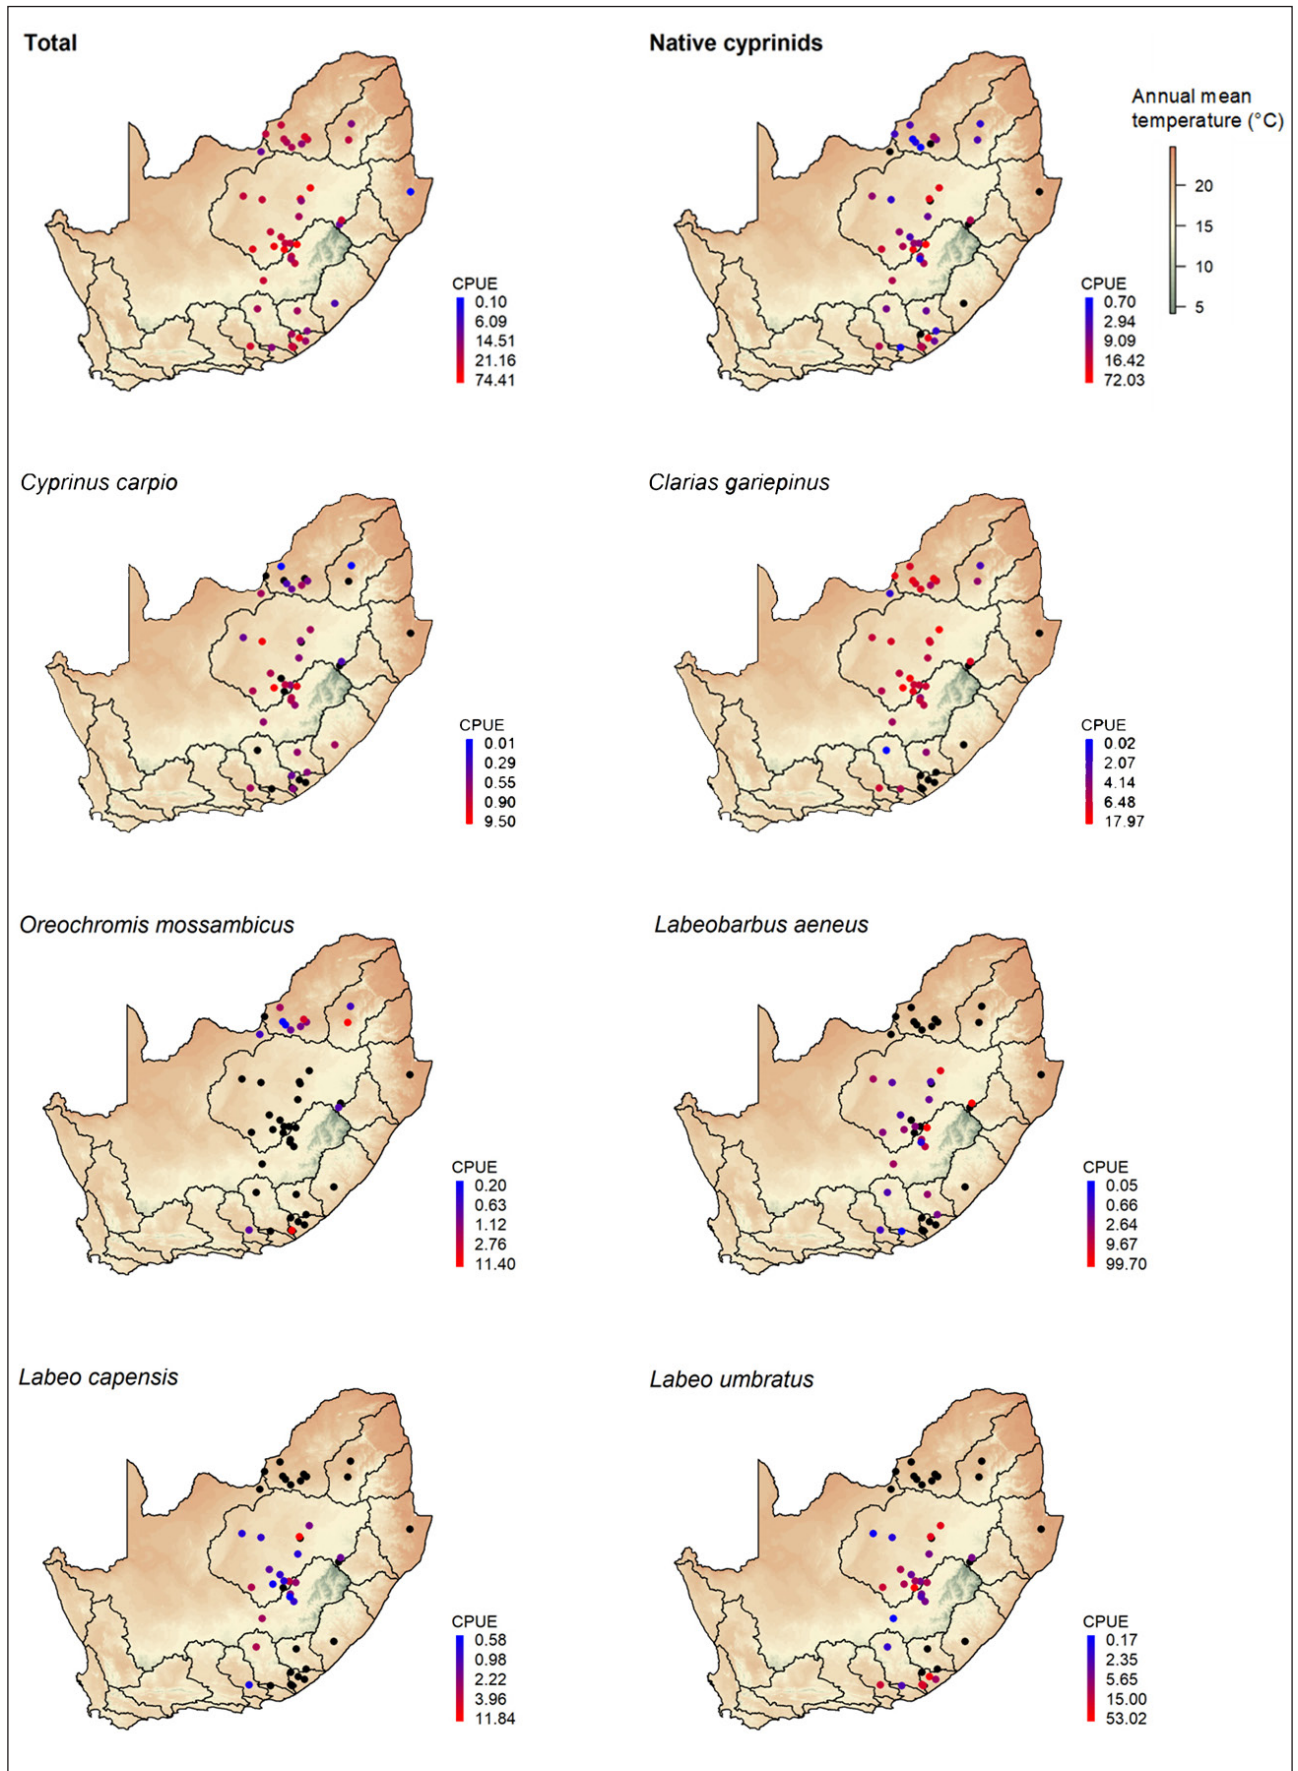 Total
Native cyprinids
Annual mean
temperature (°C)
20
15
10
5
CPUE
0.10
6.09
14.51
21.16
74.41
CPUE
0.70
2.94
9.09
16.42
72.03
Cyprinus carpio
Clarias gariepinus
CPUE
0.01
0.29
0.55
0.90
9.50
CPUE
0.02
2.07
4.14
6.48
17.97
Oreochromis mossambicus
Labeobarbus aeneus
CPUE
0.20
0.63
1.12
2.76
11.40
CPUE
0.05
0.66
2.64
9.67
99.70
Labeo capensis
Labeo umbratus
CPUE
0.58
0.98
2.22
3.96
11.84
CPUE
0.17
2.35
5.65
15.00
53.02